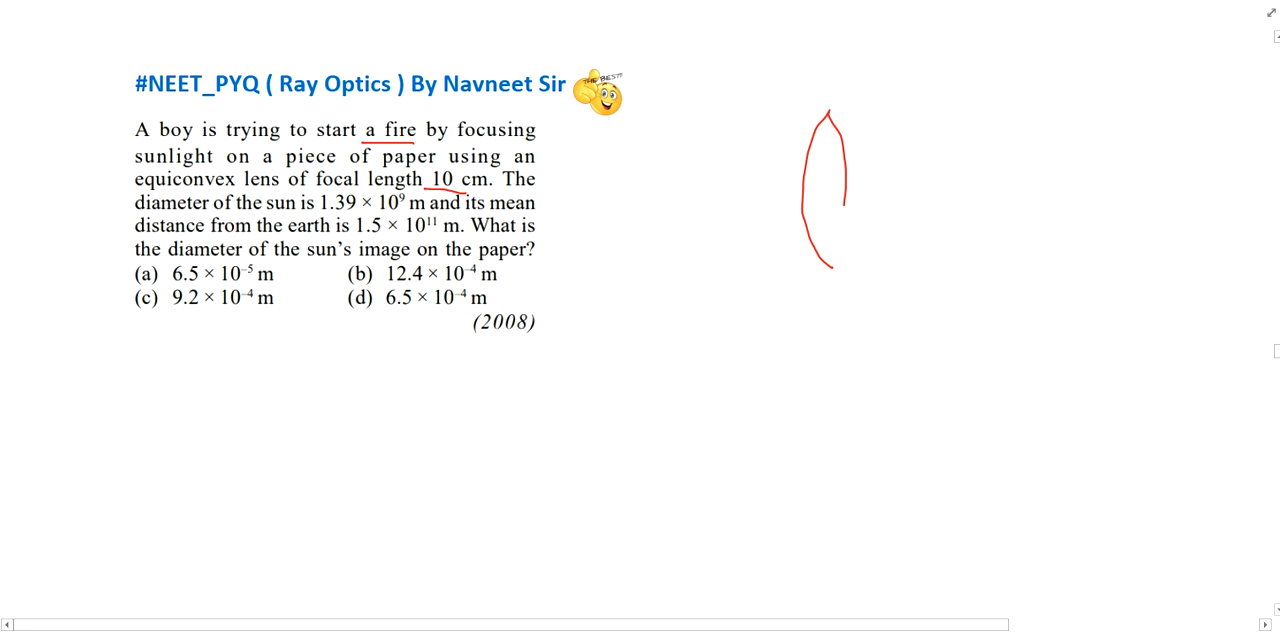 #NEET_PYQ ( Ray Optics ) By Navneet Sir
THE BEST!!
A boy is trying to start a fire by focusing
sunlight on a piece of paper using an
equiconvex lens of focal length 10 cm. The
diameter of the sun is 1.39 × 10⁹ m and its mean
distance from the earth is 1.5 × 10¹¹ m. What is
the diameter of the sun's image on the paper?
(a) 6.5 × 10⁻⁵ m (b) 12.4 × 10⁻⁴ m
(c) 9.2 × 10⁻⁴ m (d) 6.5 × 10⁻⁴ m
(2008)